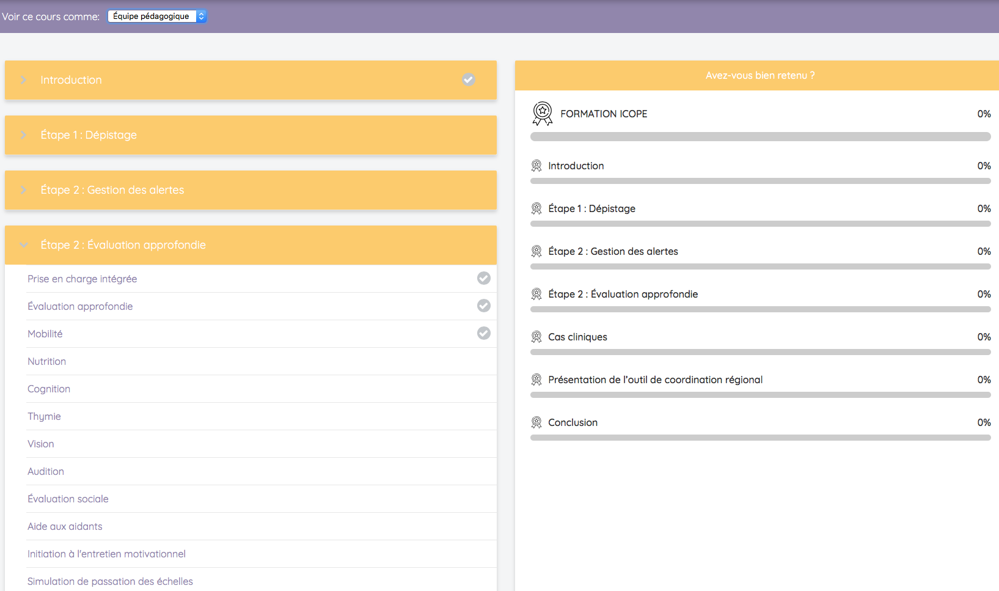 Voir ce cours comme: Équipe pédagogique
Introduction
Étape 1 : Dépistage
Étape 2 : Gestion des alertes
Étape 2 : Évaluation approfondie
Prise en charge intégrée
Évaluation approfondie
Mobilité
Nutrition
Cognition
Thymie
Vision
Audition
Évaluation sociale
Aide aux aidants
Initiation à l'entretien motivationnel
Simulation de passation des échelles
Avez-vous bien retenu ?
FORMATION ICOPE 0%
Introduction 0%
Étape 1 : Dépistage 0%
Étape 2 : Gestion des alertes 0%
Étape 2 : Évaluation approfondie 0%
Cas cliniques 0%
Présentation de l’outil de coordination régional 0%
Conclusion 0%